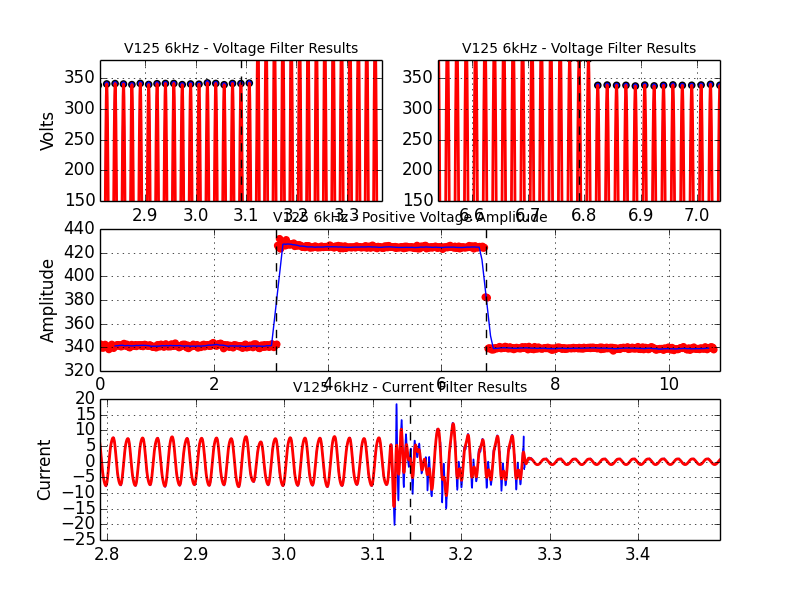 V125 6kHz - Voltage Filter Results
V125 6kHz - Voltage Filter Results
Volts
350
300
250
200
150
2.9 3.0 3.1 3.2 3.3
350
300
250
200
150
6.6 6.7 6.8 6.9 7.0
V125 6kHz - Positive Voltage Amplitude
Amplitude
440
420
400
380
360
340
320
0 2 4 6 8 10
V125 6kHz - Current Filter Results
Current
20
15
10
5
0
−5
−10
−15
−20
−25
2.8 2.9 3.0 3.1 3.2 3.3 3.4